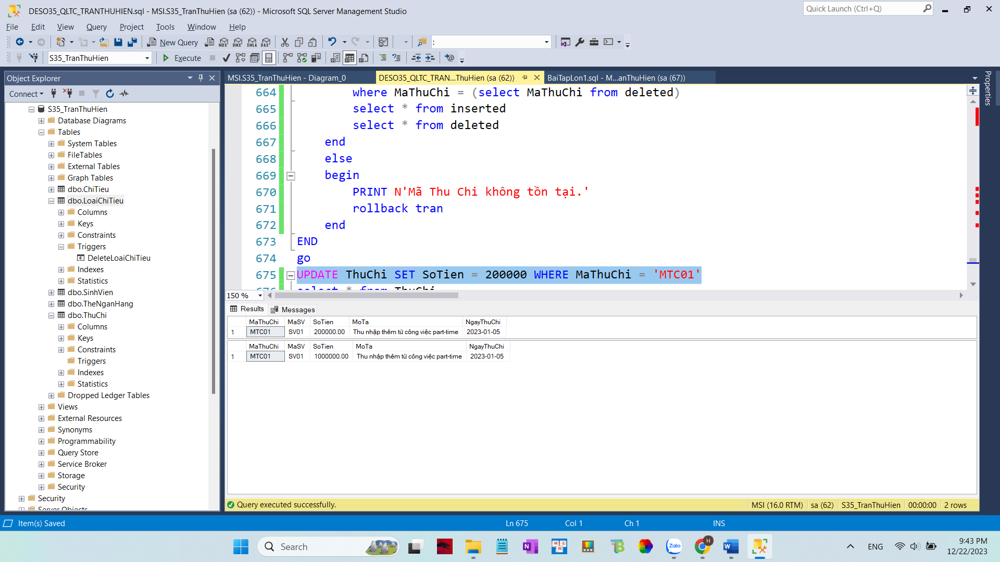 DESO35_QLTC_TRANTHUHIEN.sql - MSI.S35_TranThuHien (sa (62)) - Microsoft SQL Server Management Studio
Quick Launch (Ctrl+Q)
File Edit View Query Project Tools Window Help
New Query
MDX DMX XMLA DAX
:
S35_TranThuHien
Execute
Object Explorer
MSI.S35_TranThuHien - Diagram_0
DESO35_QLTC_TRAN...ThuHien (sa (62))
BaiTapLon1.sql - M...anThuHien (sa (67))
Properties
Connect
S35_TranThuHien
Database Diagrams
Tables
System Tables
FileTables
External Tables
Graph Tables
dbo.ChiTieu
dbo.LoaiChiTieu
Columns
Keys
Constraints
Triggers
DeleteLoaiChiTieu
Indexes
Statistics
dbo.SinhVien
dbo.TheNganHang
dbo.ThuChi
Columns
Keys
Constraints
Triggers
Indexes
Statistics
Dropped Ledger Tables
Views
External Resources
Synonyms
Programmability
Query Store
Service Broker
Storage
Security
Security
Server Objects
664 where MaThuChi = (select MaThuChi from deleted)
665 select * from inserted
666 select * from deleted
667 end
668 else
669 begin
670 PRINT N'Mã Thu Chi không tồn tại.'
671 rollback tran
672 end
673 END
674 go
675 UPDATE ThuChi SET SoTien = 200000 WHERE MaThuChi = 'MTC01'
676 select * from ThuChi
150 %
Results Messages
MaThuChi MaSV SoTien MoTa NgayThuChi
1 MTC01 SV01 200000.00 Thu nhập thêm từ công việc part-time 2023-01-05
MaThuChi MaSV SoTien MoTa NgayThuChi
1 MTC01 SV01 1000000.00 Thu nhập thêm từ công việc part-time 2023-01-05
Query executed successfully.
MSI (16.0 RTM) sa (62) S35_TranThuHien 00:00:00 2 rows
Item(s) Saved
Ln 675 Col 1 Ch 1 INS
Search
Zalo
H
ENG
9:43 PM
12/22/2023